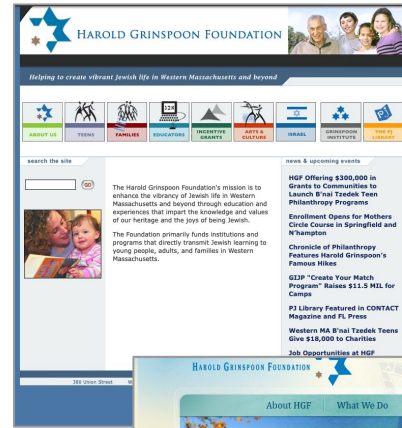 HAROLD GRINSPOON FOUNDATION
Helping to create vibrant Jewish life in Western Massachusetts and beyond
ABOUT US
TEENS
FAMILIES
EDUCATORS
INCENTIVE
GRANTS
ARTS &
CULTURE
ISRAEL
GRINSPOON
INSTITUTE
THE PJ
LIBRARY
search the site
GO
The Harold Grinspoon Foundation's mission is to
enhance the vibrancy of Jewish life in Western
Massachusetts and beyond through education and
experiences that impart the knowledge and values
of our heritage and the joys of being Jewish.
The Foundation primarily funds institutions and
programs that directly transmit Jewish learning to
young people, adults, and families in Western
Massachusetts.
news & upcoming events
HGF Offering $300,000 in
Grants to Communities to
Launch B'nai Tzedek Teen
Philanthropy Programs
Enrollment Opens for Mothers
Circle Course in Springfield and
N'hampton
Chronicle of Philanthropy
Features Harold Grinspoon's
Famous Hikes
GIJP "Create Your Match
Program" Raises $11.5 MIL for
Camps
PJ Library Featured in CONTACT
Magazine and FL Press
Western MA B'nai Tzedek Teens
Give $18,000 to Charities
Job Opportunities at HGF
380 Union Street
HAROLD GRINSPOON FOUNDATION
About HGF
What We Do